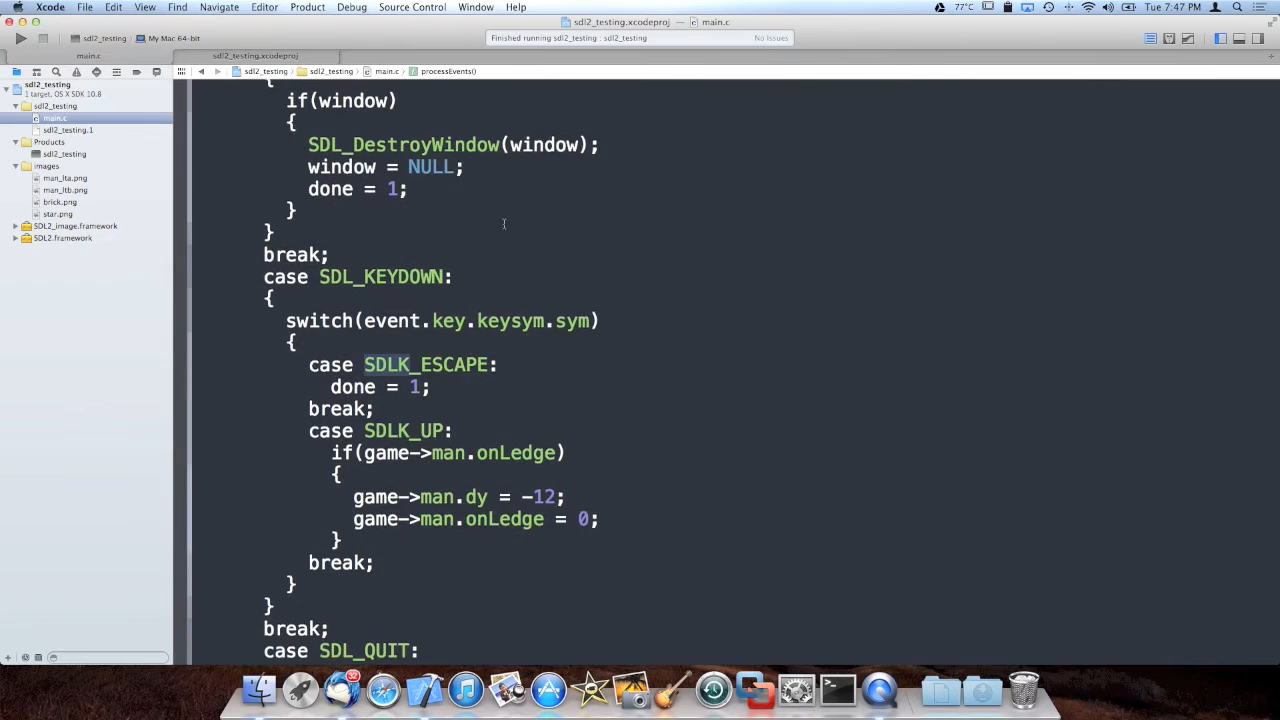 Xcode File Edit View Navigate Editor Product Debug Source Control Window Help 77°C Tue 7:47 PM
sdl2_testing.xcodeproj — main.c
sdl2_testing My Mac 64-bit Finished running sdl2_testing : sdl2_testing No Issues
main.c sdl2_testing.xcodeproj
sdl2_testing sdl2_testing main.c processEvents()
sdl2_testing
1 target, OS X SDK 10.8
sdl2_testing
main.c
sdl2_testing.1
Products
sdl2_testing
images
man_lta.png
man_ltb.png
brick.png
star.png
SDL2_image.framework
SDL2.framework
{
if(window)
{
SDL_DestroyWindow(window);
window = NULL;
done = 1;
}
}
break;
case SDL_KEYDOWN:
{
switch(event.key.keysym.sym)
{
case SDLK_ESCAPE:
done = 1;
break;
case SDLK_UP:
if(game->man.onLedge)
{
game->man.dy = -12;
game->man.onLedge = 0;
}
break;
}
}
break;
case SDL_QUIT:
32